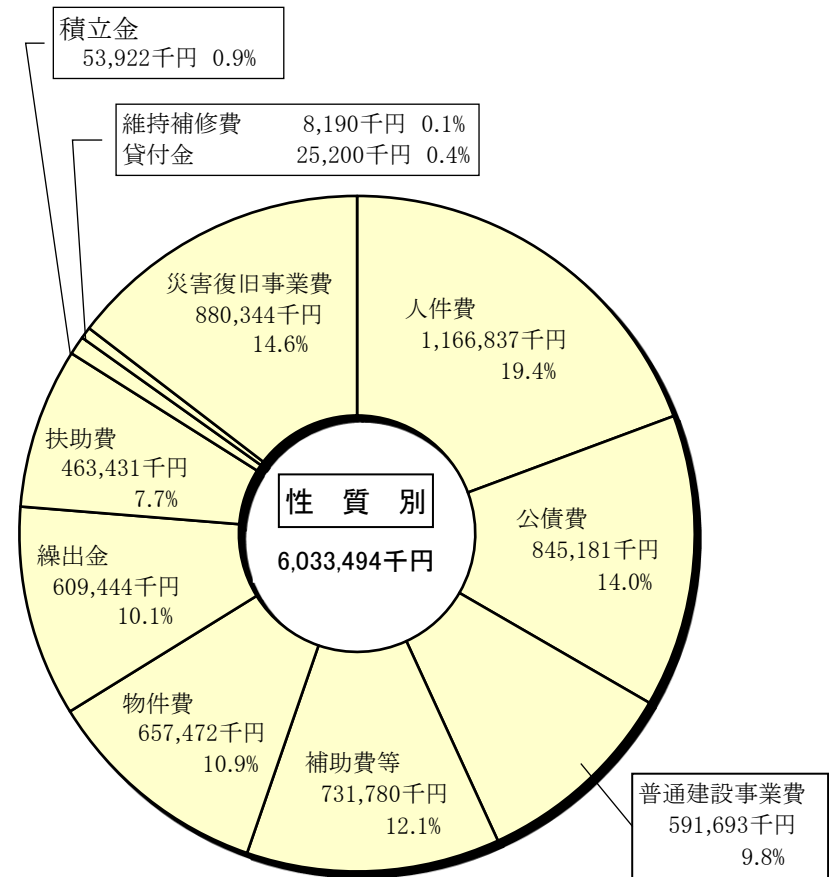 積立金
53,922千円 0.9%
維持補修費 8,190千円 0.1%
貸付金 25,200千円 0.4%
災害復旧事業費
880,344千円
14.6%
人件費
1,166,837千円
19.4%
扶助費
463,431千円
7.7%
性 質 別
6,033,494千円
公債費
845,181千円
14.0%
繰出金
609,444千円
10.1%
物件費
657,472千円
10.9%
補助費等
731,780千円
12.1%
普通建設事業費
591,693千円
9.8%